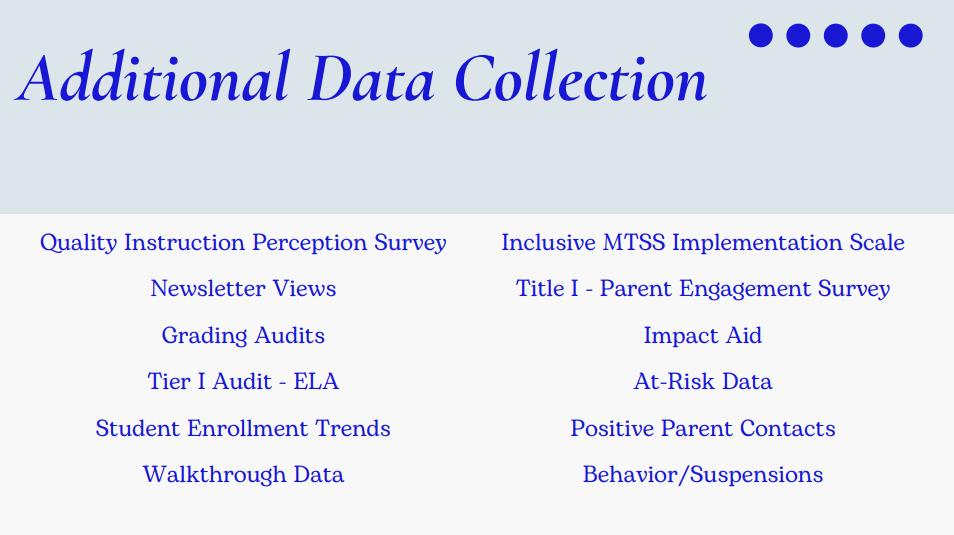 Additional Data Collection
Quality Instruction Perception Survey
Newsletter Views
Grading Audits
Tier I Audit - ELA
Student Enrollment Trends
Walkthrough Data
Inclusive MTSS Implementation Scale
Title I - Parent Engagement Survey
Impact Aid
At-Risk Data
Positive Parent Contacts
Behavior/Suspensions